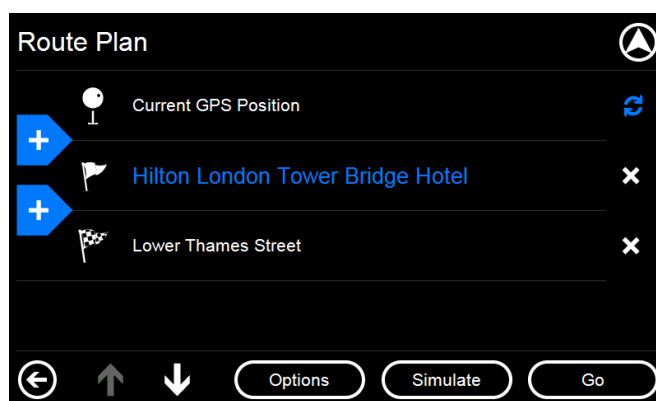 Route Plan
Current GPS Position
Hilton London Tower Bridge Hotel
Lower Thames Street
Options Simulate Go